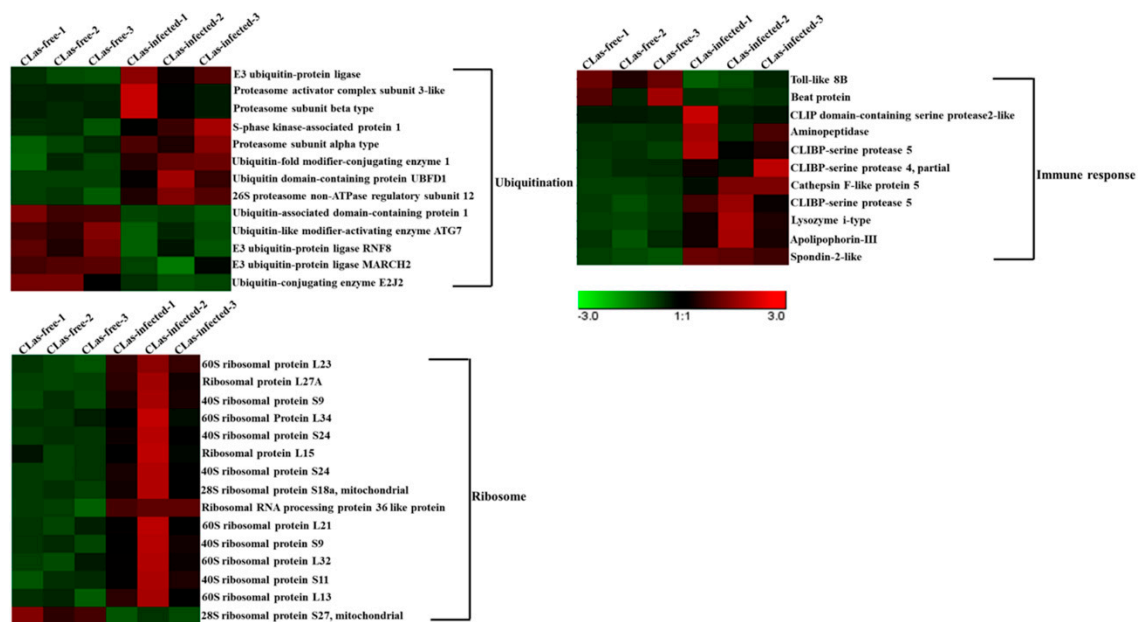 CLas-free-1
CLas-free-2
CLas-free-3
CLas-infected-1
CLas-infected-2
CLas-infected-3
E3 ubiquitin-protein ligase
Proteasome activator complex subunit 3-like
Proteasome subunit beta type
S-phase kinase-associated protein 1
Proteasome subunit alpha type
Ubiquitin-fold modifier-conjugating enzyme 1
Ubiquitin domain-containing protein UBFD1
26S proteasome non-ATPase regulatory subunit 12
Ubiquitin-associated domain-containing protein 1
Ubiquitin-like modifier-activating enzyme ATG7
E3 ubiquitin-protein ligase RNF8
E3 ubiquitin-protein ligase MARCH2
Ubiquitin-conjugating enzyme E2J2
Ubiquitination
CLas-free-1
CLas-free-2
CLas-free-3
CLas-infected-1
CLas-infected-2
CLas-infected-3
Toll-like 8B
Beat protein
CLIP domain-containing serine protease2-like
Aminopeptidase
CLIBP-serine protease 5
CLIBP-serine protease 4, partial
Cathepsin F-like protein 5
CLIBP-serine protease 5
Lysozyme i-type
Apolipophorin-III
Spondin-2-like
Immune response
-3.0
1:1
3.0
CLas-free-1
CLas-free-2
CLas-free-3
CLas-infected-1
CLas-infected-2
CLas-infected-3
60S ribosomal protein L23
Ribosomal protein L27A
40S ribosomal protein S9
60S ribosomal Protein L34
40S ribosomal protein S24
Ribosomal protein L15
40S ribosomal protein S24
28S ribosomal protein S18a, mitochondrial
Ribosomal RNA processing protein 36 like protein
60S ribosomal protein L21
40S ribosomal protein S9
60S ribosomal protein L32
40S ribosomal protein S11
60S ribosomal protein L13
28S ribosomal protein S27, mitochondrial
Ribosome